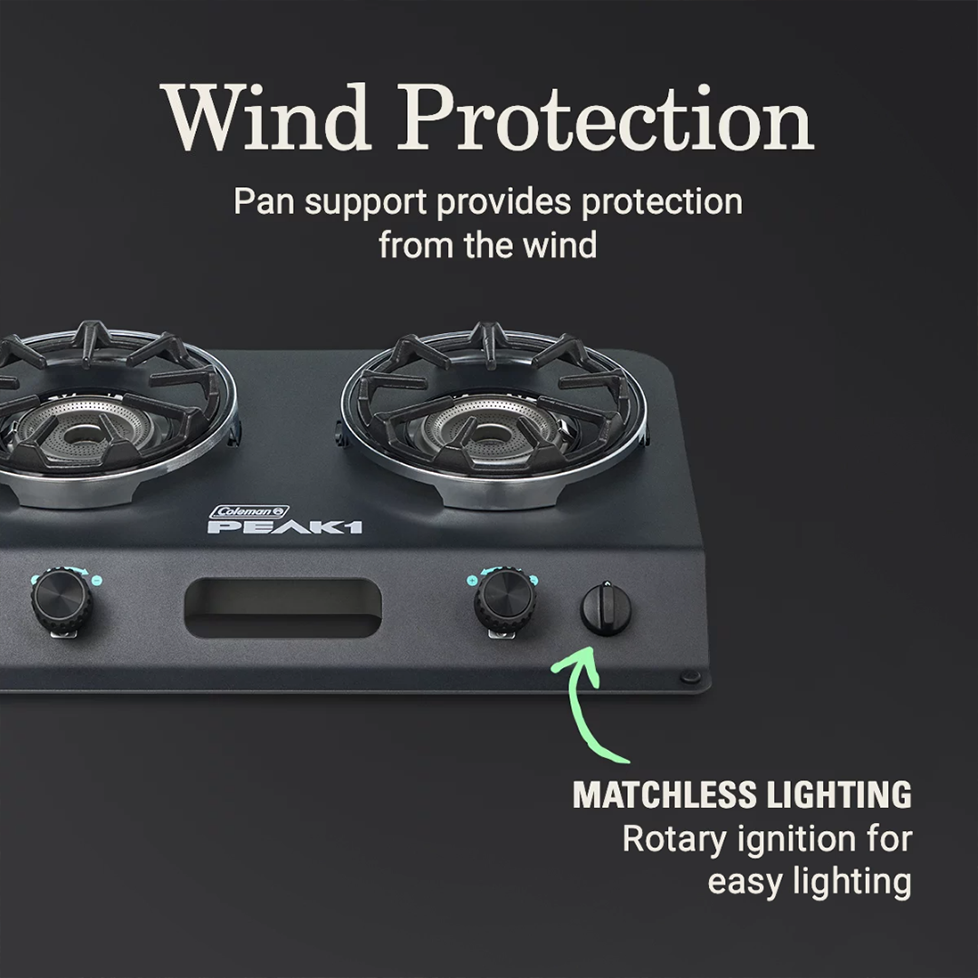 Wind Protection
Pan support provides protection
from the wind
Coleman
PEAK1
MATCHLESS LIGHTING
Rotary ignition for
easy lighting